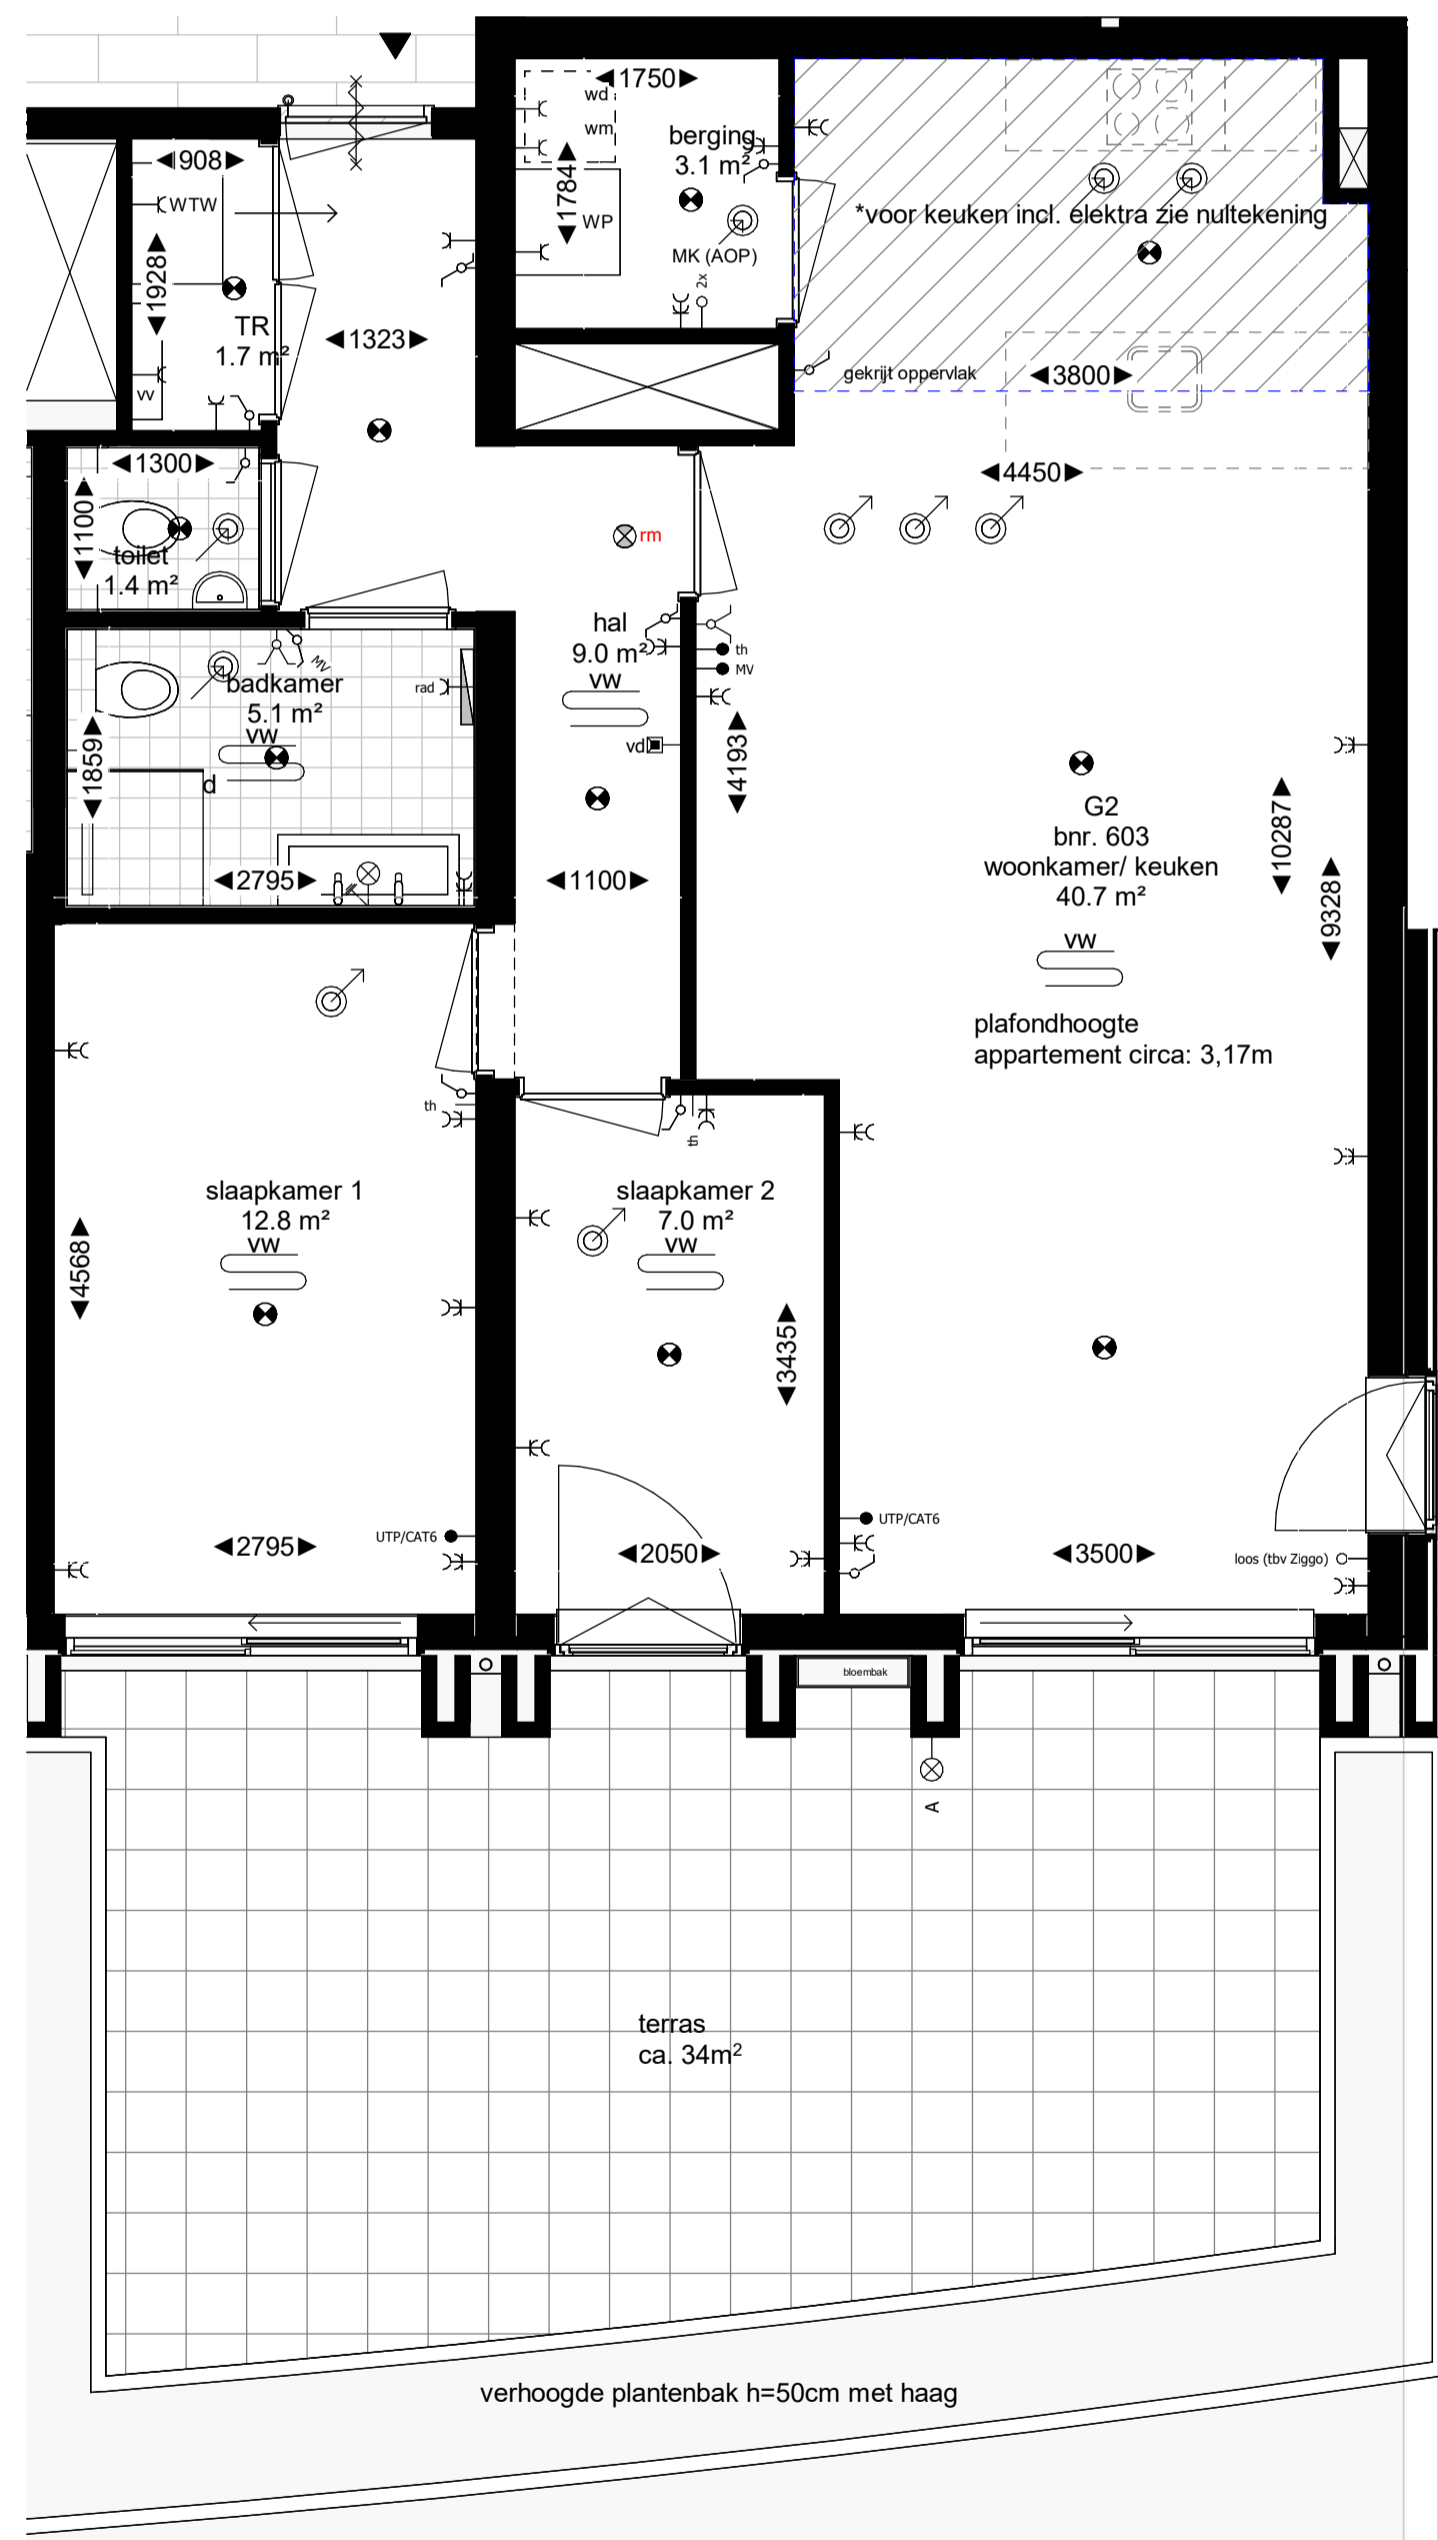 1750
wd
wm
berging
3.1 m²
1784
WP
MK (AOP)
2x
908
WTW
1928
TR
1.7 m²
vv
1323
*voor keuken incl. elektra zie nultekening
gekrijt oppervlak
3800
4450
1300
1100
toilet
1.4 m²
rm
hal
9.0 m²
vw
th
MV
MV
badkamer
5.1 m²
vw
rad
1859
d
vd
4193
2795
1100
G2
bnr. 603
woonkamer/ keuken
40.7 m²
vw
10287
9328
plafondhoogte
appartement circa: 3,17m
th
th
slaapkamer 1
12.8 m²
vw
4568
slaapkamer 2
7.0 m²
vw
3435
UTP/CAT6
UTP/CAT6
2795
2050
3500
loos (tbv Ziggo)
bloembak
A
terras
ca. 34m²
verhoogde plantenbak h=50cm met haag